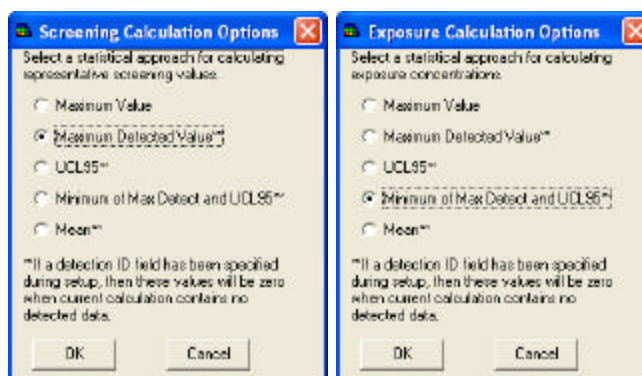 Screening Calculation Options
Select a statistical approach for calculating
representative screening values.
Maximum Value
Maximum Detected Value**
UCL95**
Minimum of Max Detect and UCL95**
Mean**
**If a detection ID field has been specified
during setup, then these values will be zero
when current calculation contains no
detected data.
OK
Cancel
Exposure Calculation Options
Select a statistical approach for calculating
exposure concentrations.
Maximum Value
Maximum Detected Value**
UCL95**
Minimum of Max Detect and UCL95**
Mean**
**If a detection ID field has been specified
during setup, then these values will be zero
when current calculation contains no
detected data.
OK
Cancel